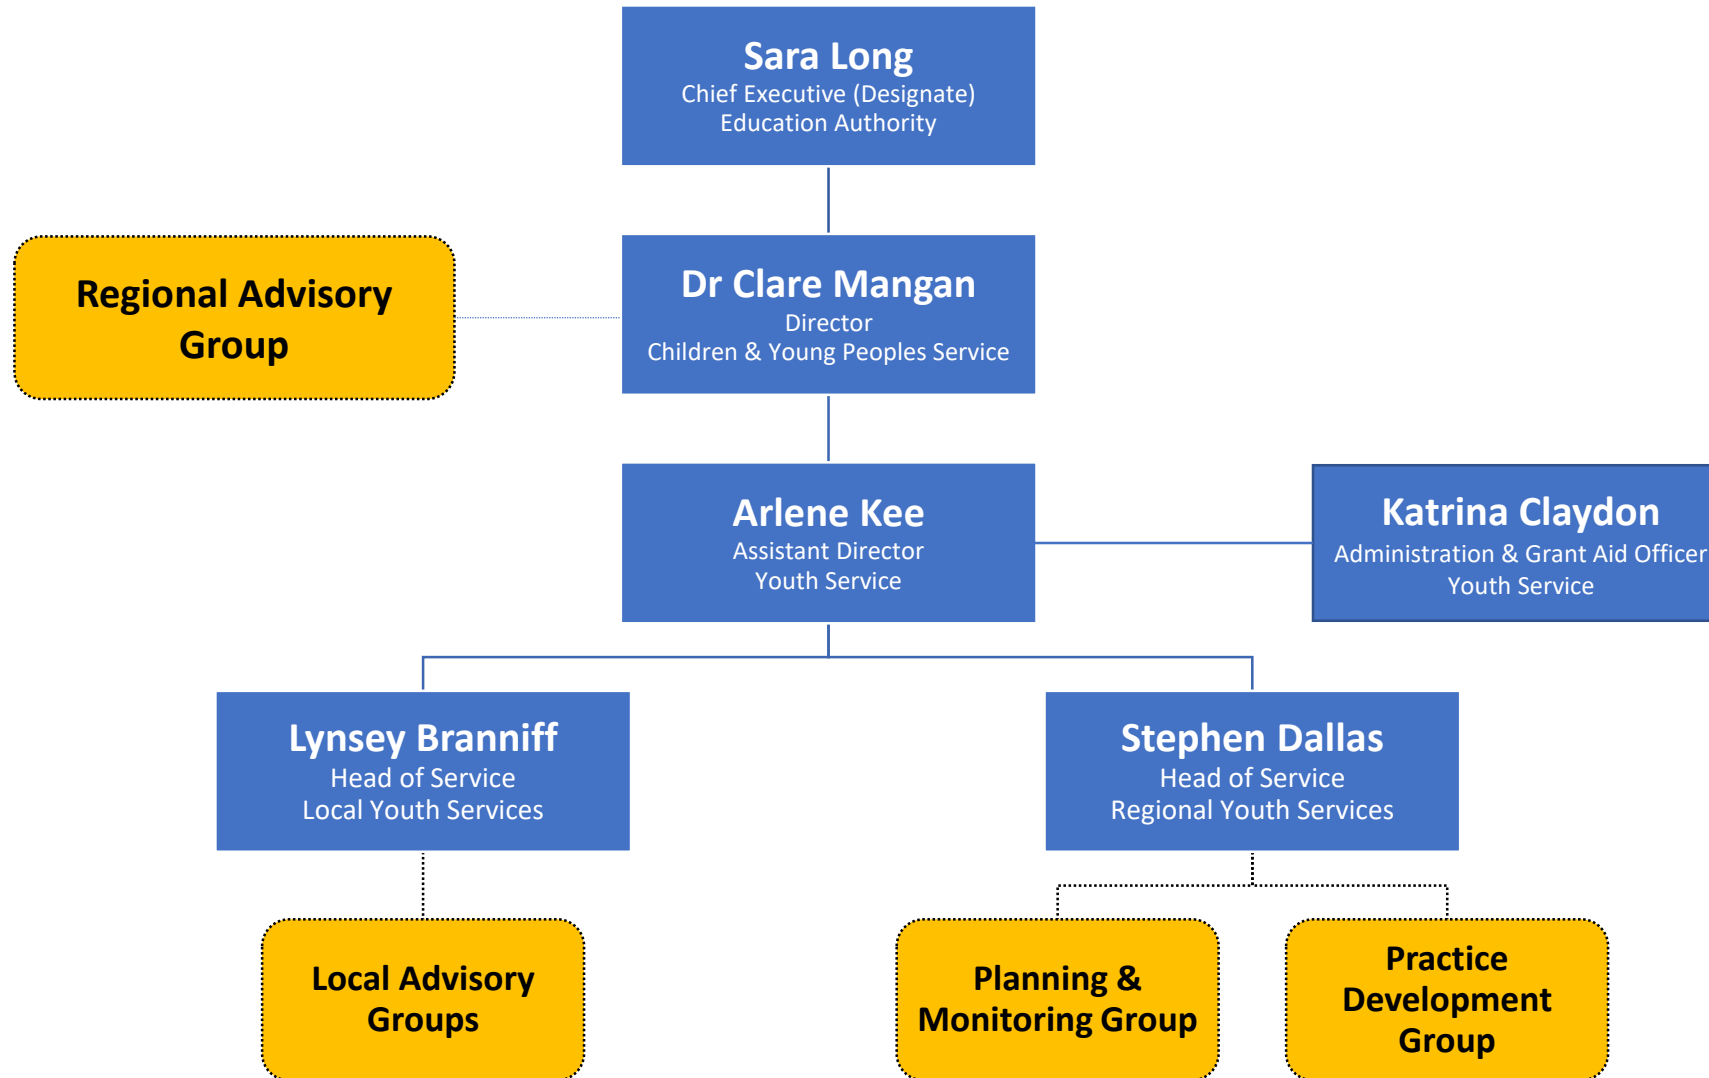 Sara Long
Chief Executive (Designate)
Education Authority
Regional Advisory
Group
Dr Clare Mangan
Director
Children & Young Peoples Service
Arlene Kee
Assistant Director
Youth Service
Katrina Claydon
Administration & Grant Aid Officer
Youth Service
Lynsey Branniff
Head of Service
Local Youth Services
Stephen Dallas
Head of Service
Regional Youth Services
Local Advisory
Groups
Planning &
Monitoring Group
Practice
Development
Group